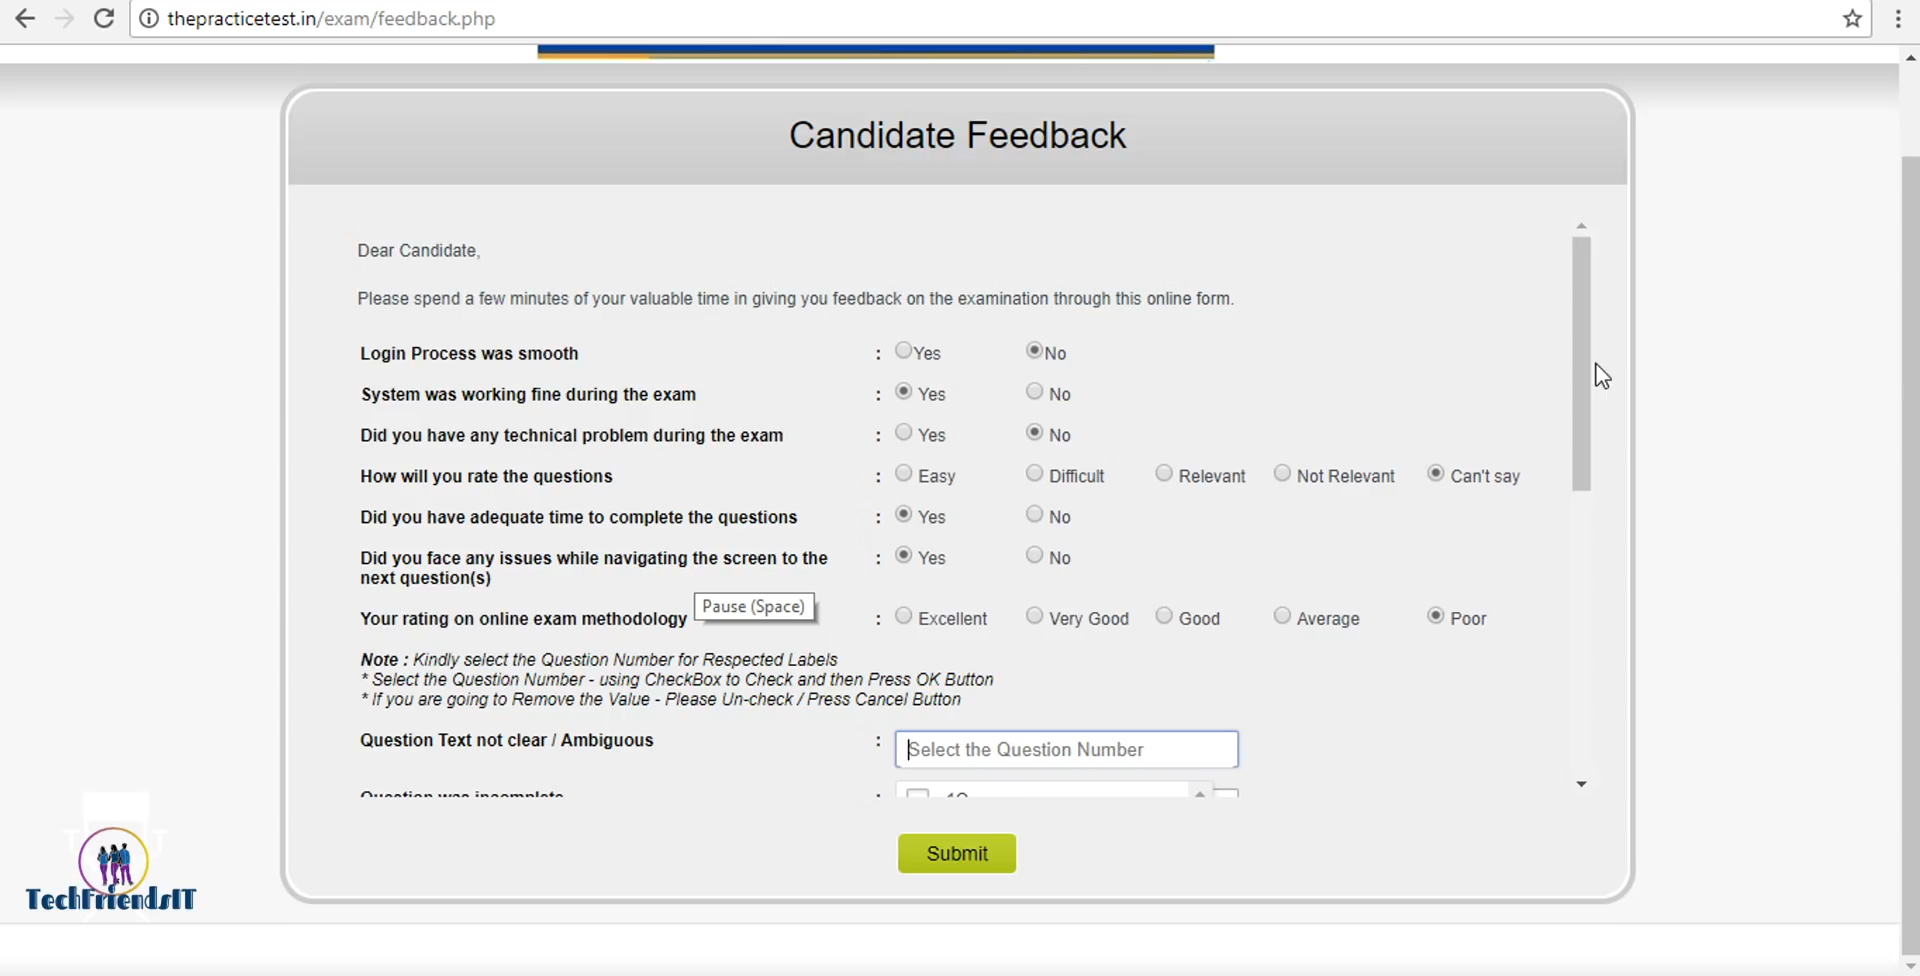 thepracticetest.in/exam/feedback.php
Candidate Feedback
Dear Candidate,
Please spend a few minutes of your valuable time in giving you feedback on the examination through this online form.
Login Process was smooth : Yes No
System was working fine during the exam : Yes No
Did you have any technical problem during the exam : Yes No
How will you rate the questions : Easy Difficult Relevant Not Relevant Can't say
Did you have adequate time to complete the questions : Yes No
Did you face any issues while navigating the screen to the : Yes No
next question(s)
Pause (Space)
Your rating on online exam methodology : Excellent Very Good Good Average Poor
Note : Kindly select the Question Number for Respected Labels
* Select the Question Number - using CheckBox to Check and then Press OK Button
* If you are going to Remove the Value - Please Un-check / Press Cancel Button
Question Text not clear / Ambiguous : Select the Question Number
Question was incomplete :
Submit
TechFriendsIT